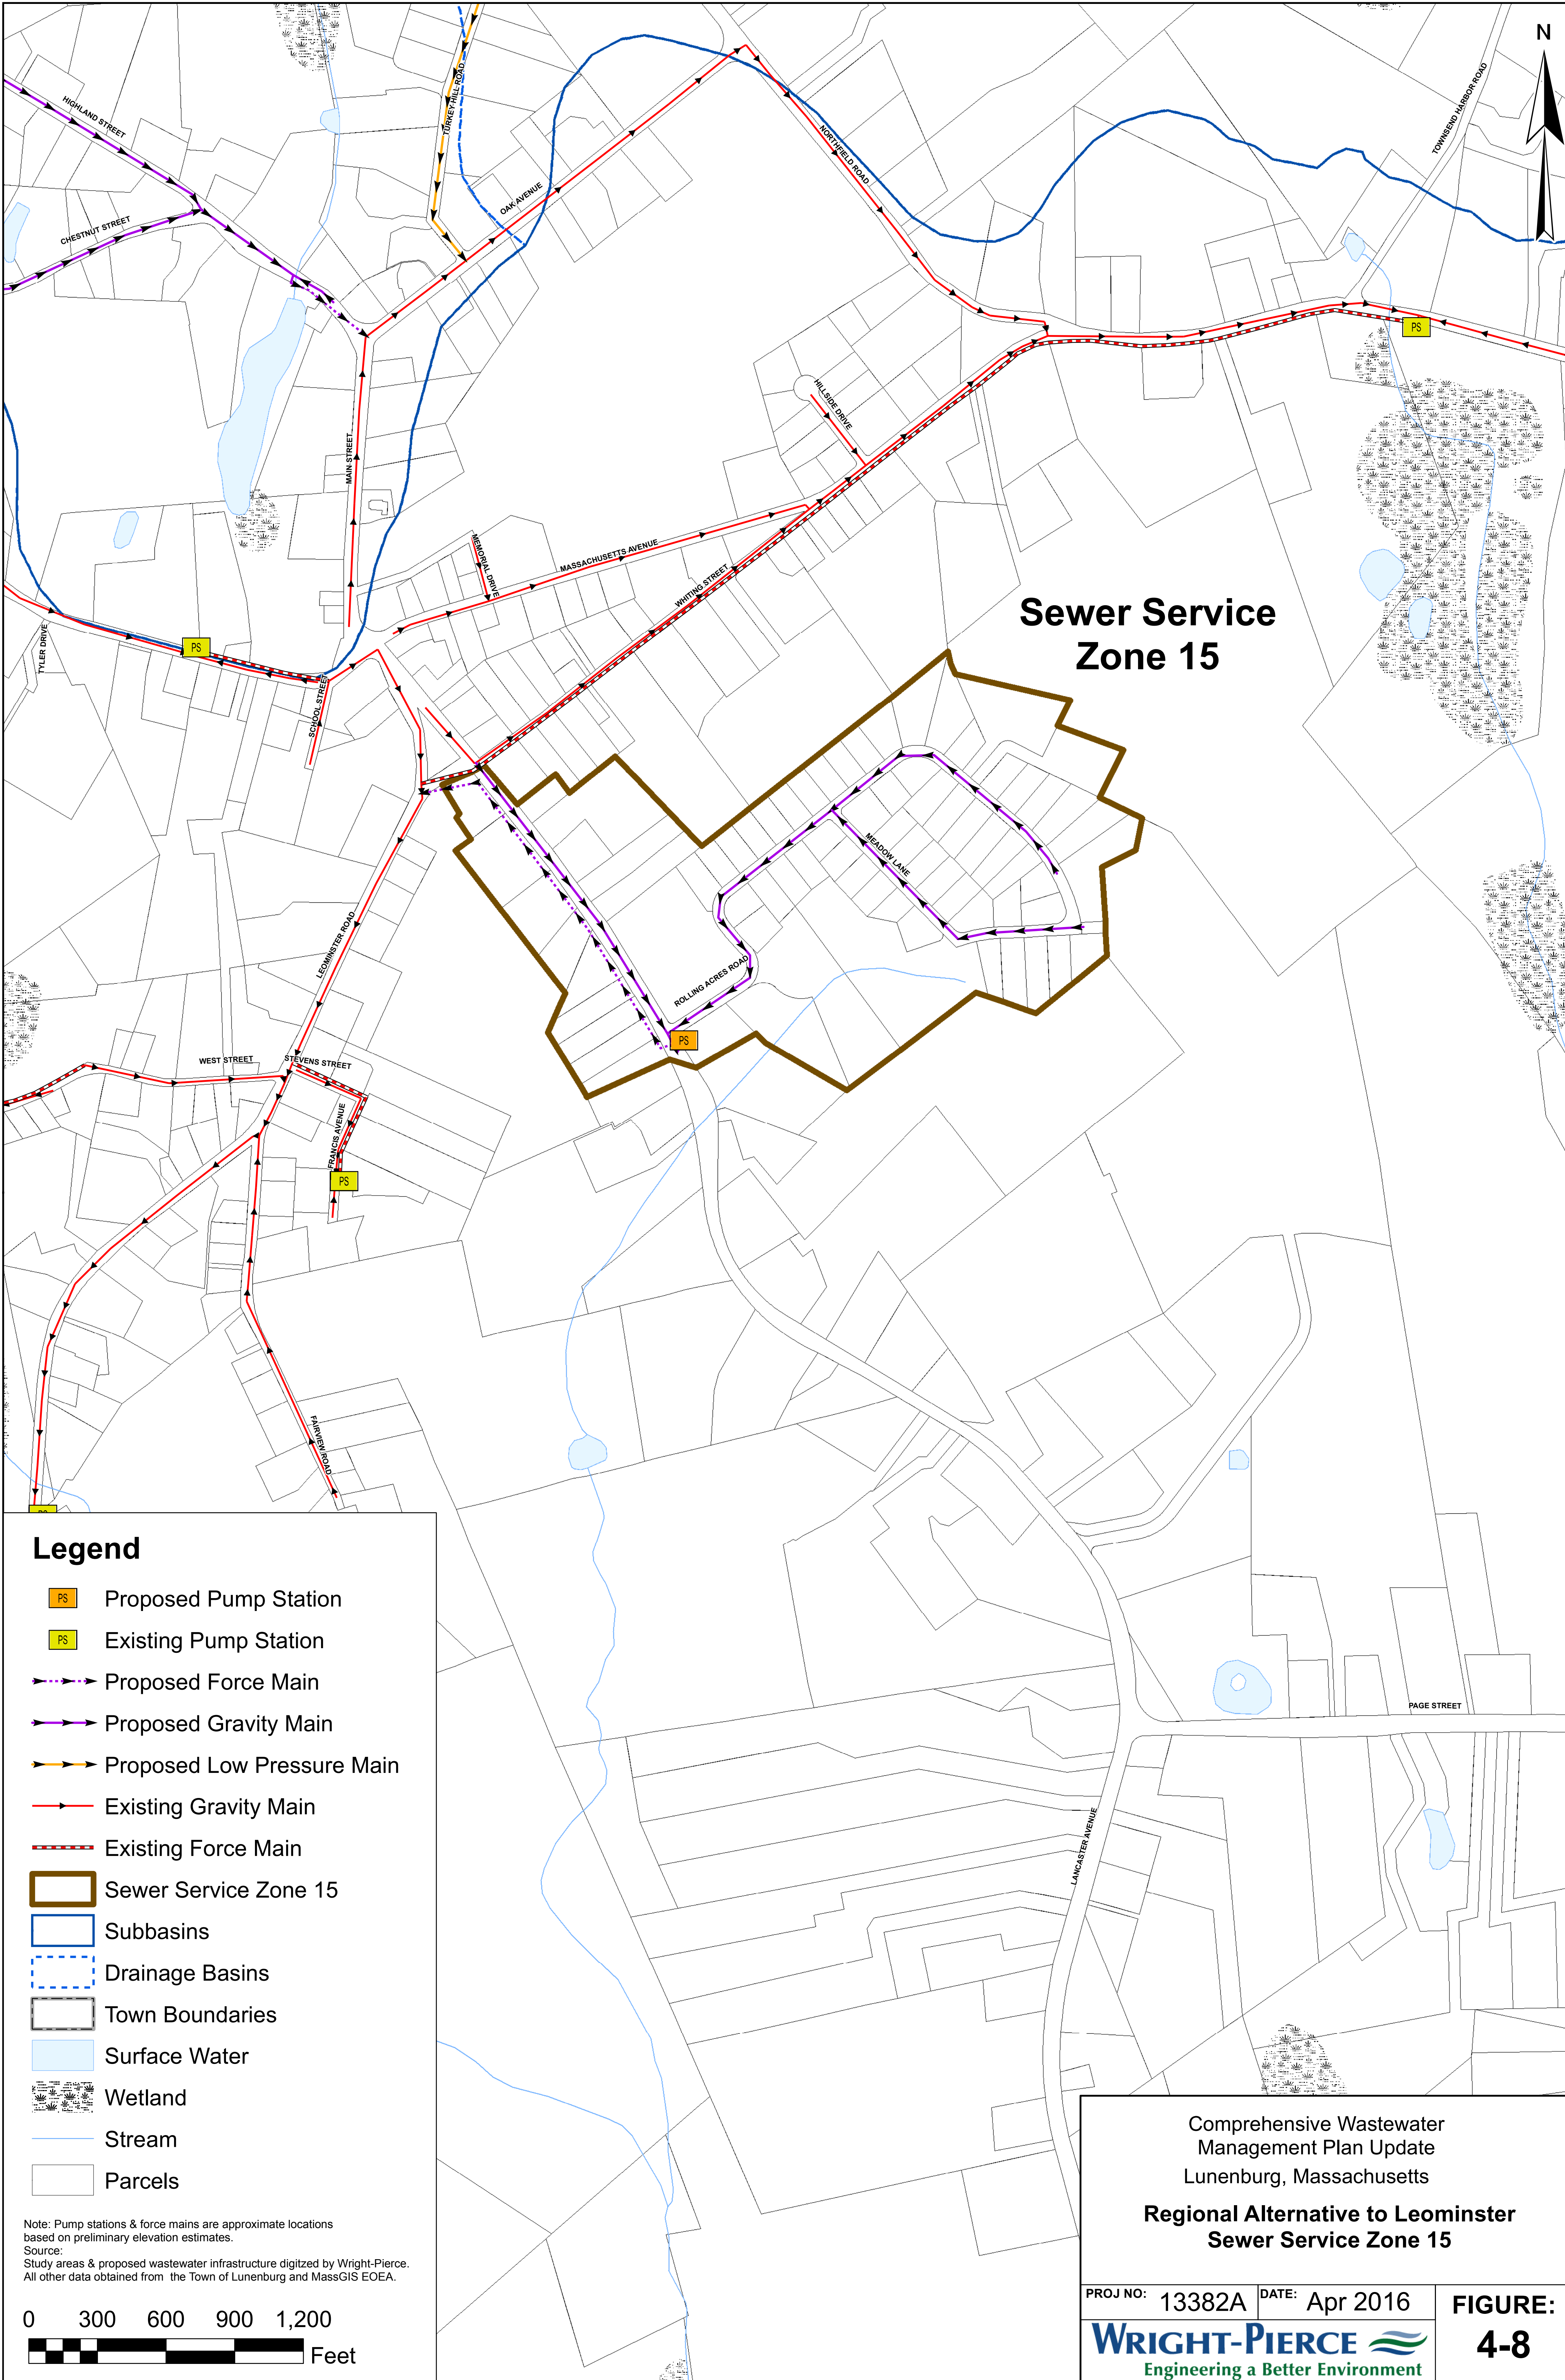 N
HIGHLAND STREET
CHESTNUT STREET
TURKEY HILL ROAD
OAK AVENUE
NORTHFIELD ROAD
TOWNSEND HARBOR ROAD
PS
HILLSIDE DRIVE
MAIN STREET
MEMORIAL DRIVE
MASSACHUSETTS AVENUE
WHITING STREET
Sewer Service
Zone 15
TYLER DRIVE
PS
SCHOOL STREET
MEADOW LANE
LEOMINSTER ROAD
ROLLING ACRES ROAD
PS
WEST STREET
STEVENS STREET
FRANCIS AVENUE
PS
FAIRVIEW ROAD
PAGE STREET
LANCASTER AVENUE
Legend
PS Proposed Pump Station
PS Existing Pump Station
Proposed Force Main
Proposed Gravity Main
Proposed Low Pressure Main
Existing Gravity Main
Existing Force Main
Sewer Service Zone 15
Subbasins
Drainage Basins
Town Boundaries
Surface Water
Wetland
Stream
Parcels
Note: Pump stations & force mains are approximate locations
based on preliminary elevation estimates.
Source:
Study areas & proposed wastewater infrastructure digitzed by Wright-Pierce.
All other data obtained from the Town of Lunenburg and MassGIS EOEA.
0 300 600 900 1,200
Feet
Comprehensive Wastewater
Management Plan Update
Lunenburg, Massachusetts
Regional Alternative to Leominster
Sewer Service Zone 15
PROJ NO: 13382A DATE: Apr 2016
FIGURE:
4-8
WRIGHT-PIERCE
Engineering a Better Environment